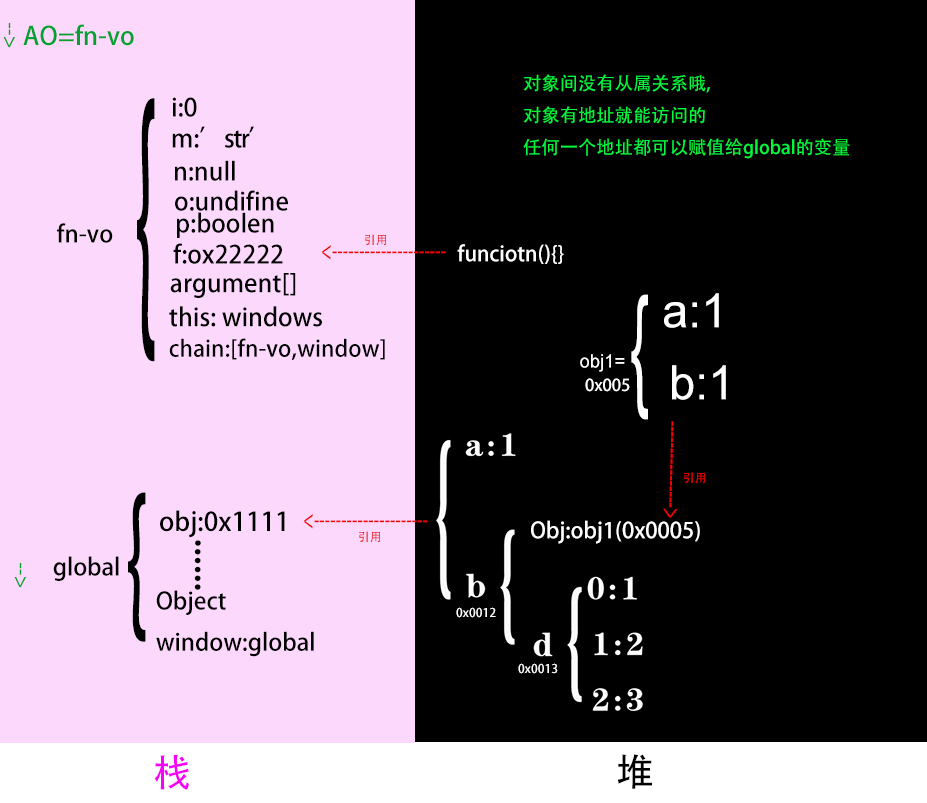 AO=fn-vo
fn-vo
i:0
m:′ str′
n:null
o:undifine
p:boolen
f:ox22222
argument[]
this: windows
chain:[fn-vo,window]
引用
global
obj:0x1111
Object
window:global
引用
栈
对象间没有从属关系哦,
对象有地址就能访问的
任何一个地址都可以赋值给global的变量
funciotn(){}
obj1=
0x005
a:1
b:1
引用
a:1
b
0x0012
Obj:obj1(0x0005)
d
0x0013
0:1
1:2
2:3
堆